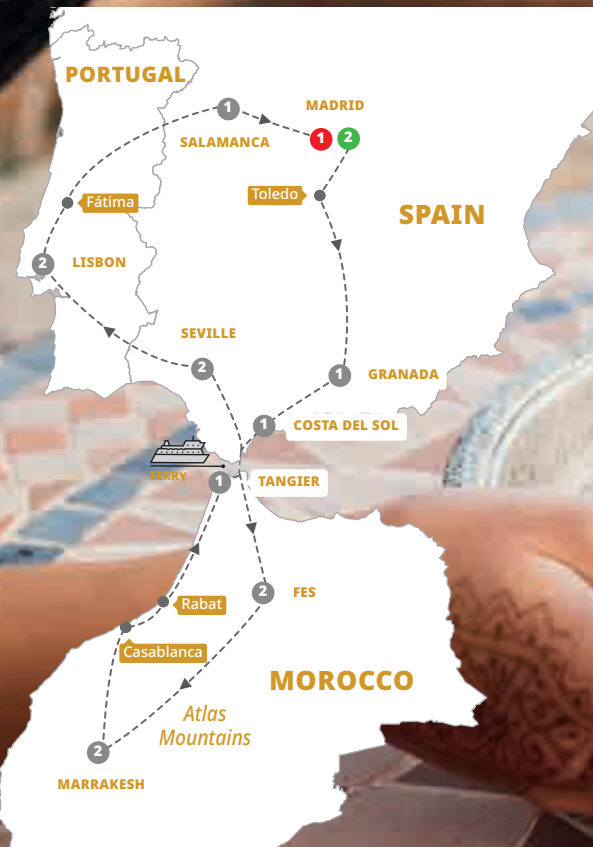 PORTUGAL
1
MADRID
SALAMANCA
1
2
Toledo
Fátima
SPAIN
2
LISBON
SEVILLE
2
1
GRANADA
1
COSTA DEL SOL
FERRY
1
TANGIER
2
FES
Rabat
Casablanca
MOROCCO
Atlas
Mountains
2
MARRAKESH